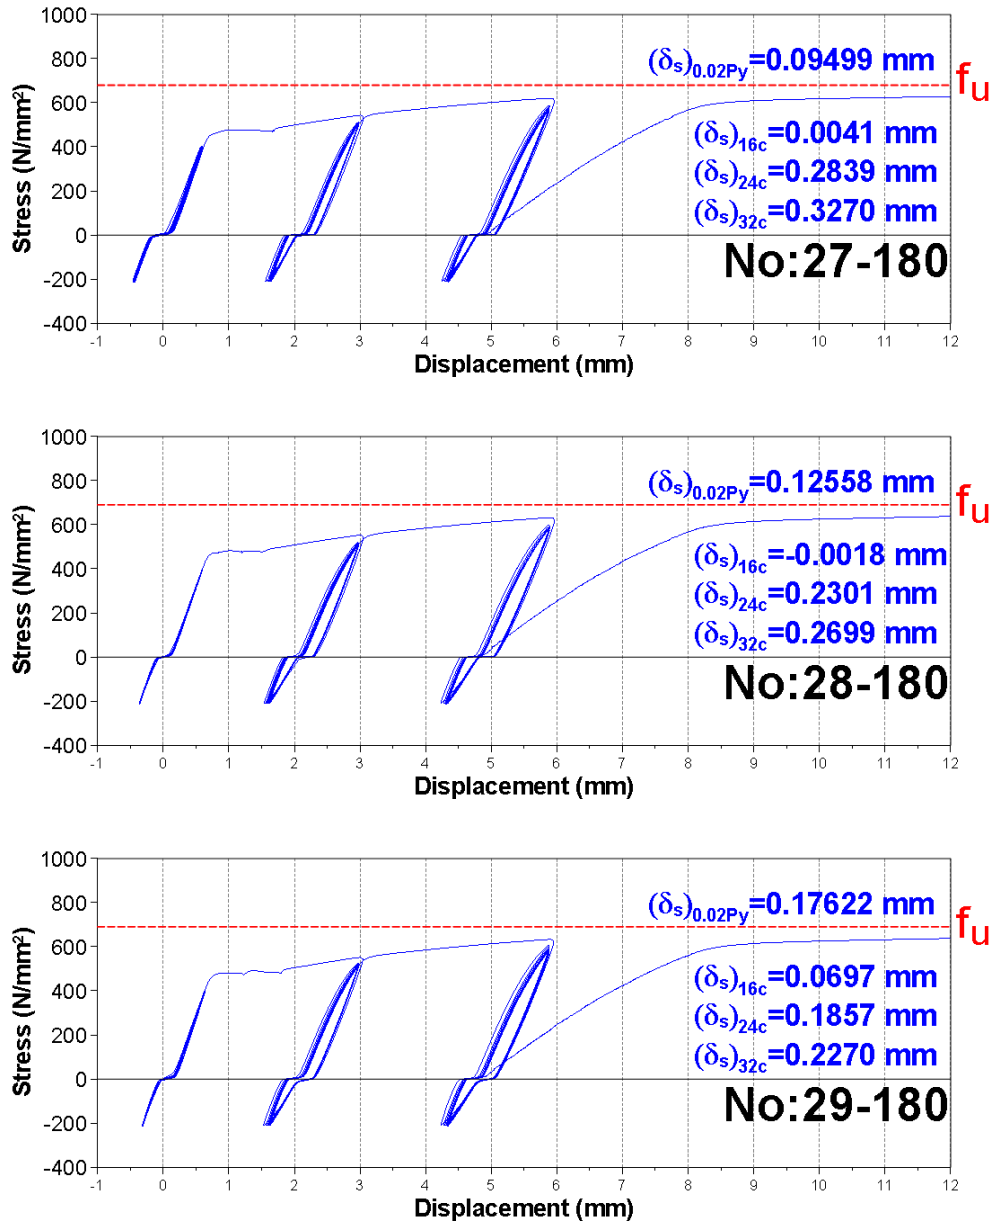 1000
800
600
400
200
0
-200
-400
Stress (N/mm²)
(δs)0.02Py=0.09499 mm
fu
(δs)16c=0.0041 mm
(δs)24c=0.2839 mm
(δs)32c=0.3270 mm
No:27-180
-1 0 1 2 3 4 5 6 7 8 9 10 11 12
Displacement (mm)
1000
800
600
400
200
0
-200
-400
Stress (N/mm²)
(δs)0.02Py=0.12558 mm
fu
(δs)16c=-0.0018 mm
(δs)24c=0.2301 mm
(δs)32c=0.2699 mm
No:28-180
-1 0 1 2 3 4 5 6 7 8 9 10 11 12
Displacement (mm)
1000
800
600
400
200
0
-200
-400
Stress (N/mm²)
(δs)0.02Py=0.17622 mm
fu
(δs)16c=0.0697 mm
(δs)24c=0.1857 mm
(δs)32c=0.2270 mm
No:29-180
-1 0 1 2 3 4 5 6 7 8 9 10 11 12
Displacement (mm)